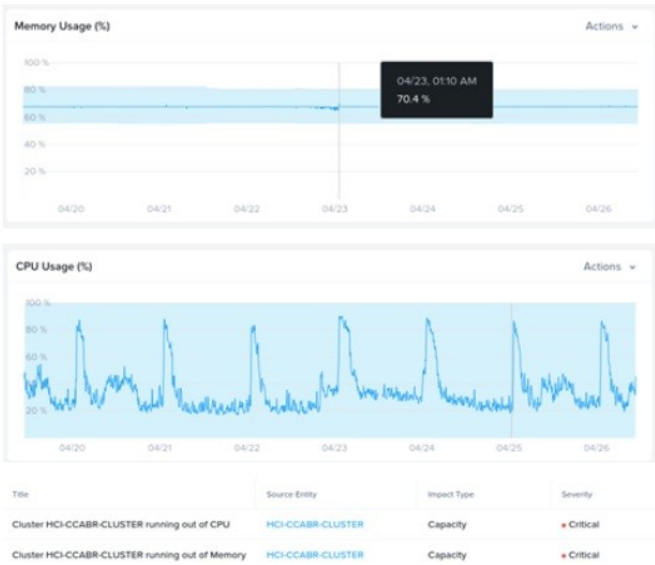 Memory Usage (%) Actions
100 %
04/23, 01:10 AM
80 %
70.4 %
60 %
40 %
20 %
04/20 04/21 04/22 04/23 04/24 04/25 04/26
CPU Usage (%) Actions
100 %
80 %
60 %
20 %
04/20 04/21 04/22 04/23 04/24 04/25 04/26
Title Source Entity Impact Type Severity
Cluster HCI-CCABR-CLUSTER running out of CPU HCI-CCABR-CLUSTER Capacity Critical
Cluster HCI-CCABR-CLUSTER running out of Memory HCI-CCABR-CLUSTER Capacity Critical